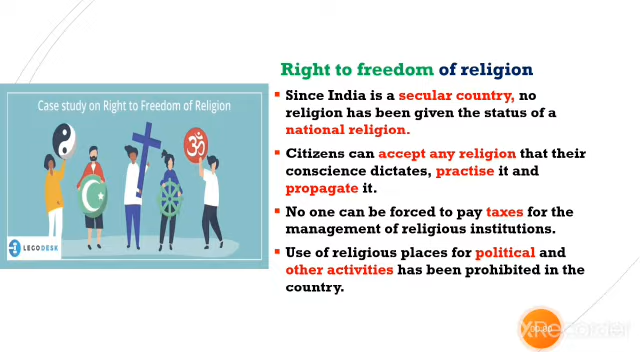 Right to freedom of religion
Case study on Right to Freedom of Religion
LEGODESK
Since India is a secular country, no
religion has been given the status of a
national religion.
Citizens can accept any religion that their
conscience dictates, practise it and
propagate it.
No one can be forced to pay taxes for the
management of religious institutions.
Use of religious places for political and
other activities has been prohibited in the
country.
XRecorder